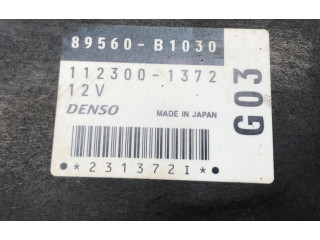 89560-B1030
112300-1372
12V
DENSO MADE IN JAPAN
*231372I*
G03